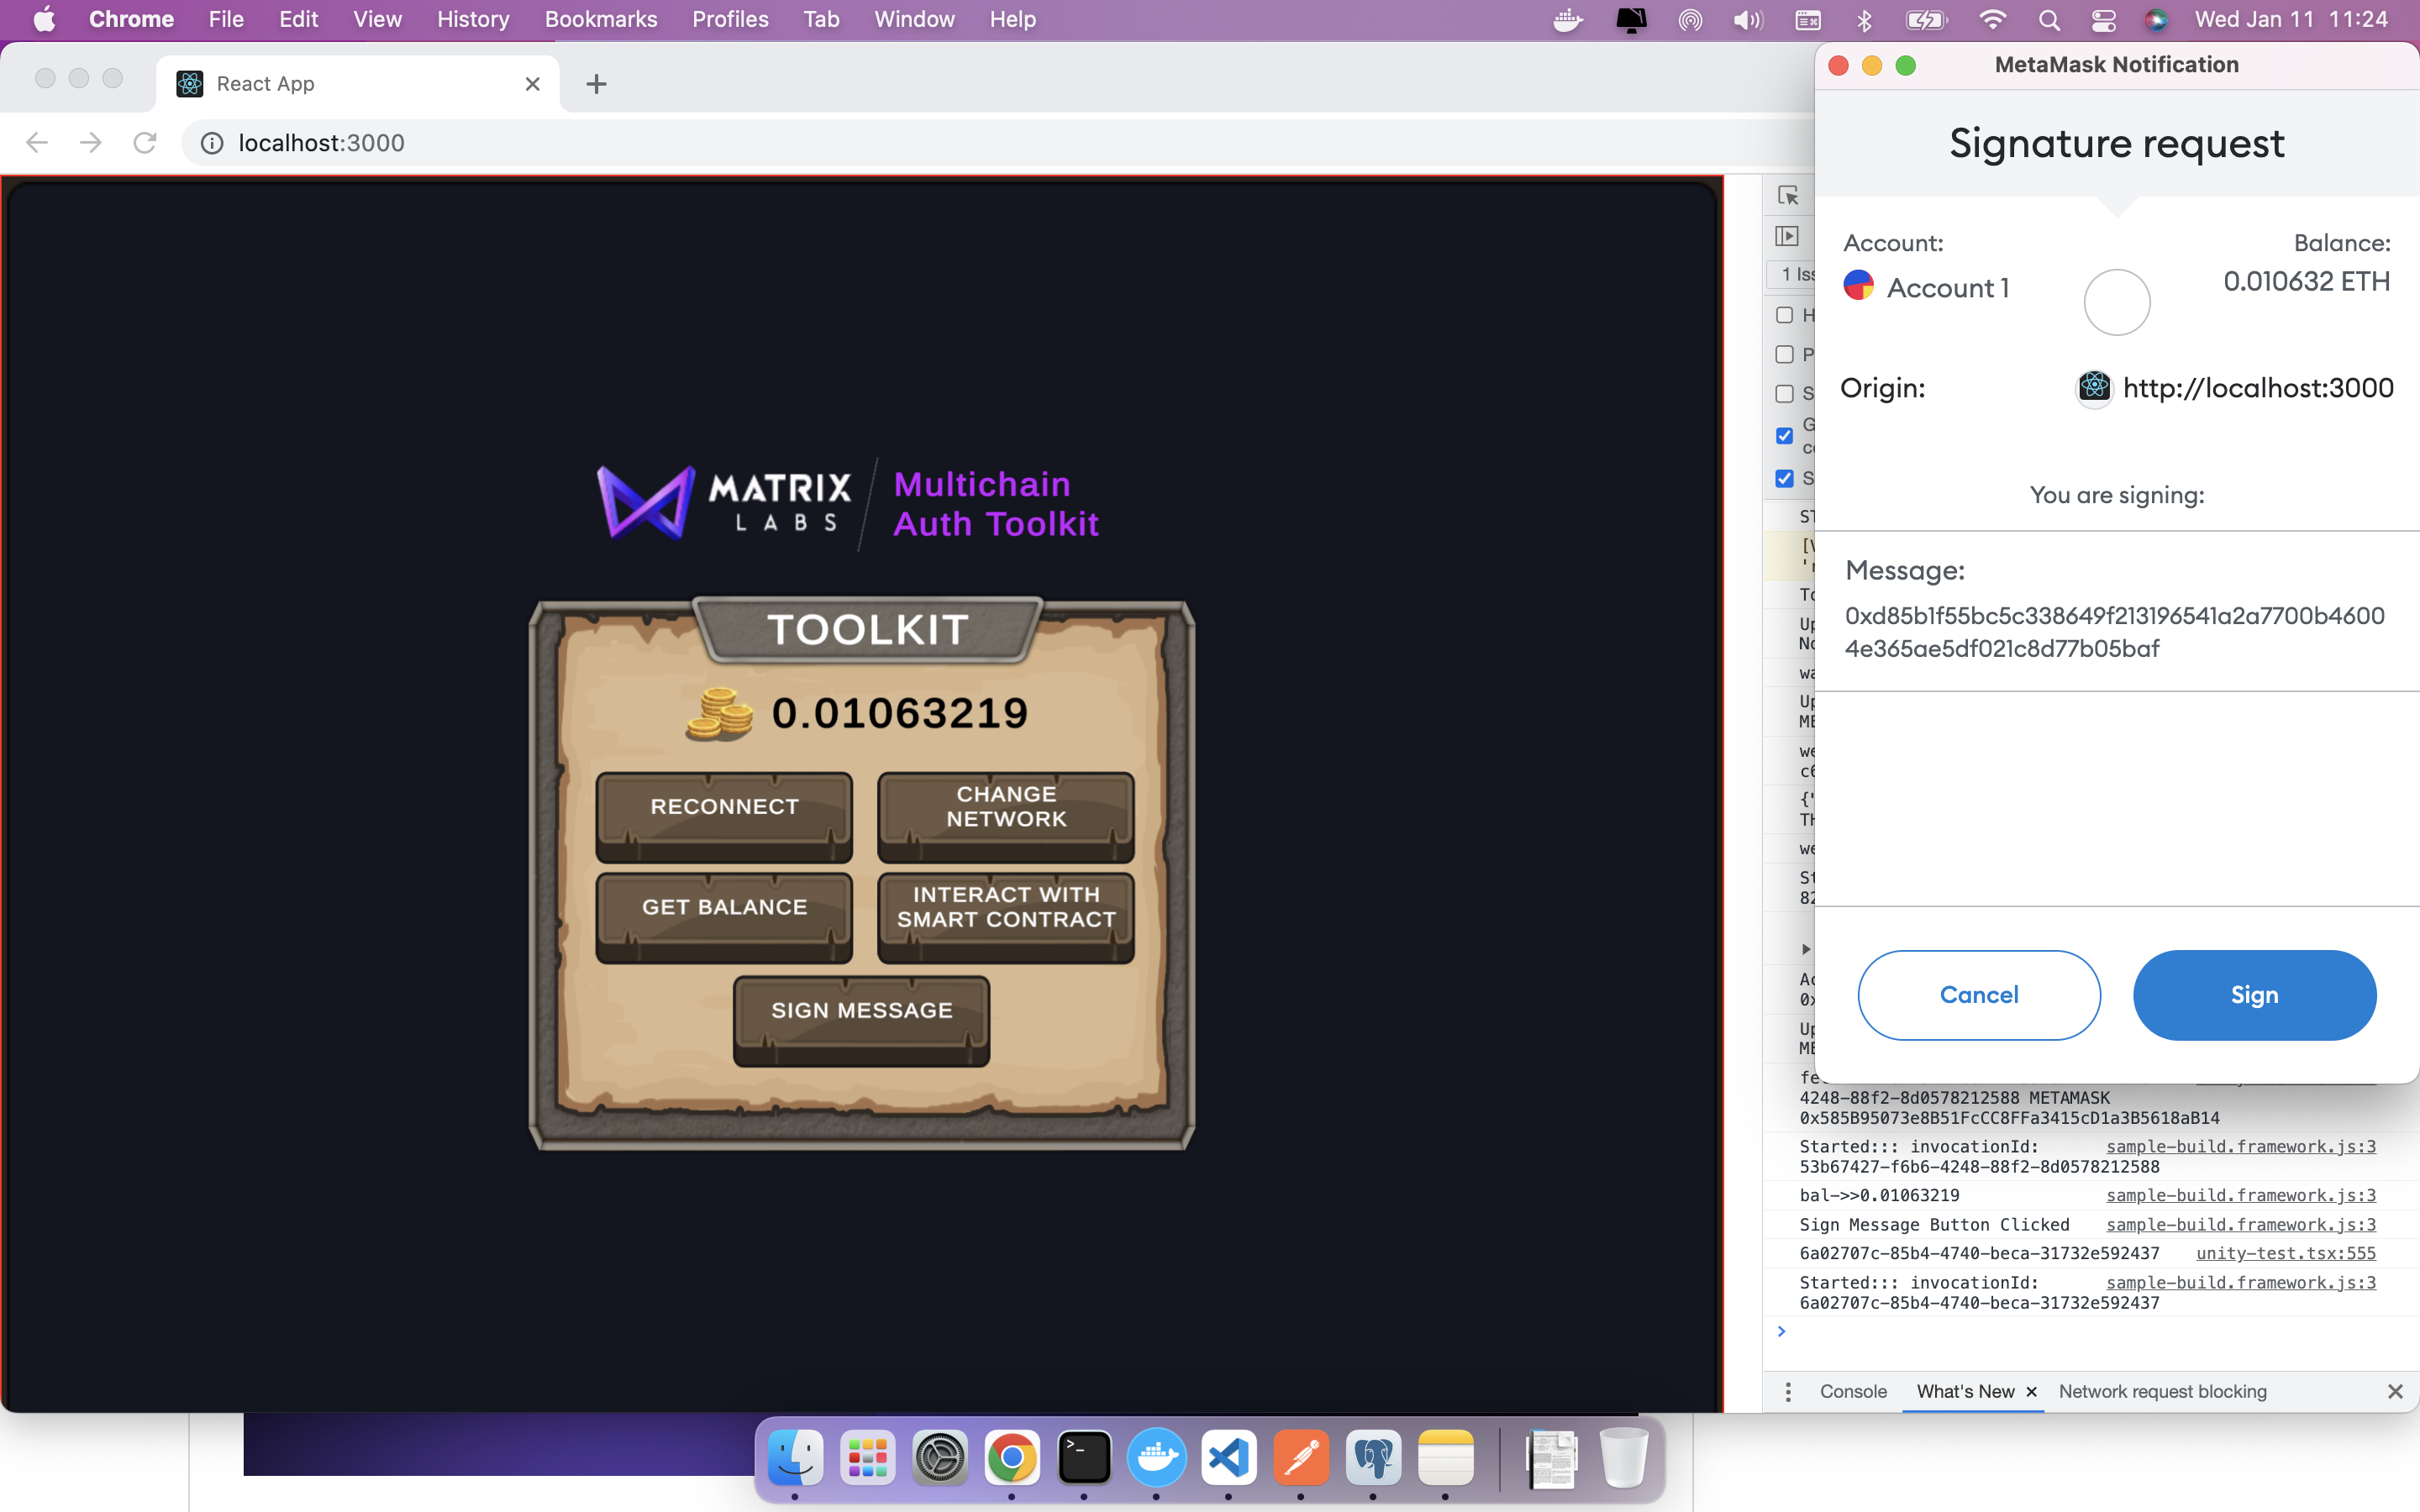 Chrome File Edit View History Bookmarks Profiles Tab Window Help Wed Jan 11 11:24
React App
localhost:3000
MATRIX
LABS
Multichain
Auth Toolkit
TOOLKIT
0.01063219
RECONNECT
CHANGE
NETWORK
GET BALANCE
INTERACT WITH
SMART CONTRACT
SIGN MESSAGE
MetaMask Notification
Signature request
Account: Balance:
Account 1 0.010632 ETH
Origin: http://localhost:3000
You are signing:
Message:
0xd85b1f55bc5c338649f213196541a2a7700b4600
4e365ae5df021c8d77b05baf
Cancel Sign
4248-88f2-8d0578212588 METAMASK
0x585B95073e8B51FcCC8FFa3415cD1a3B5618aB14
Started::: invocationId: sample-build.framework.js:3
53b67427-f6b6-4248-88f2-8d0578212588
bal->>0.01063219 sample-build.framework.js:3
Sign Message Button Clicked sample-build.framework.js:3
6a02707c-85b4-4740-beca-31732e592437 unity-test.tsx:555
Started::: invocationId: sample-build.framework.js:3
6a02707c-85b4-4740-beca-31732e592437
Console What's New Network request blocking